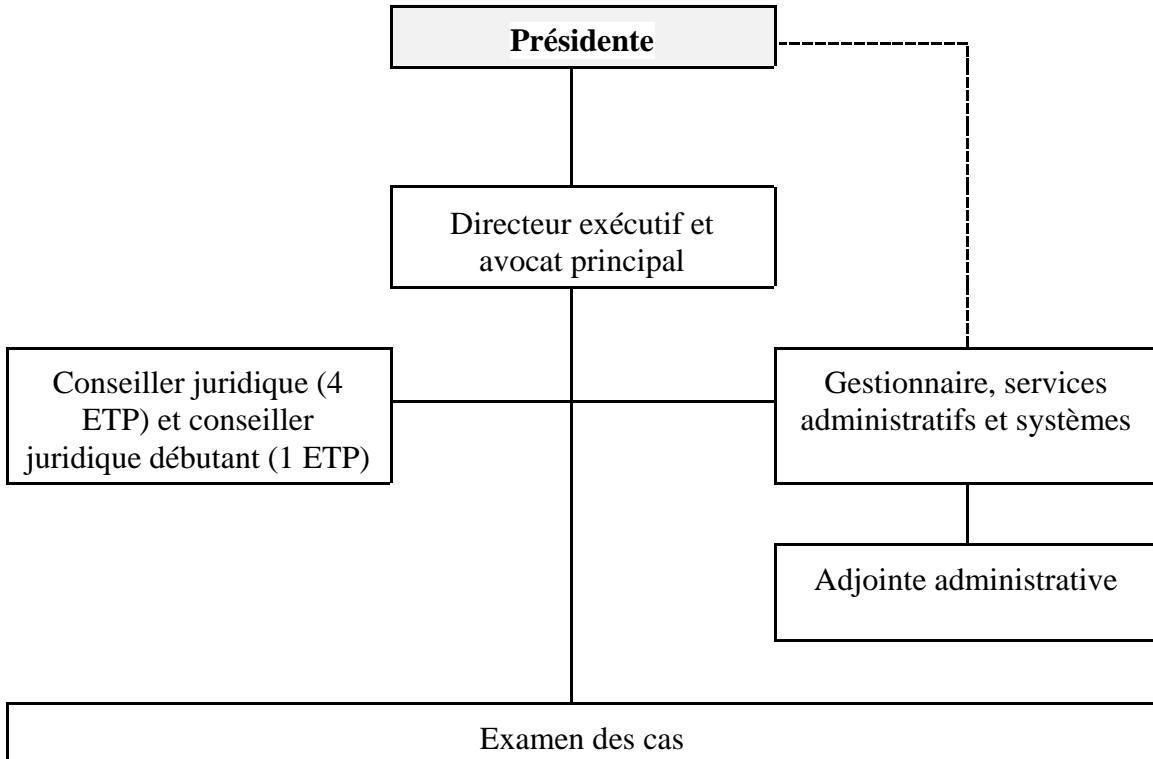 Présidente
Directeur exécutif et
avocat principal
Conseiller juridique (4
ETP) et conseiller
juridique débutant (1 ETP)
Gestionnaire, services
administratifs et systèmes
Adjointe administrative
Examen des cas